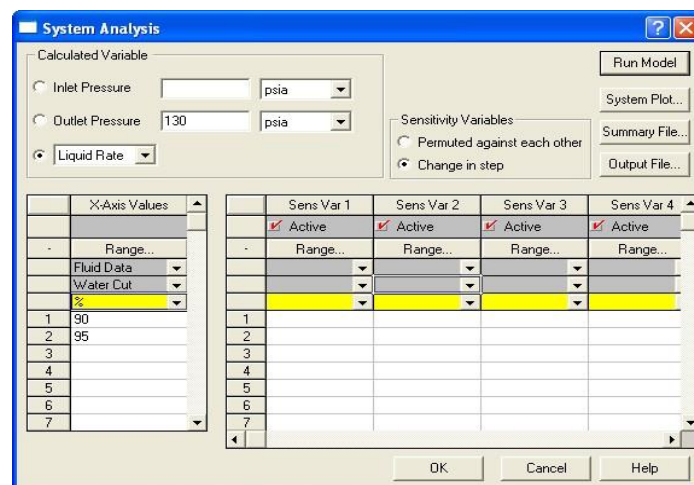 System Analysis
Calculated Variable
Inlet Pressure psia
Outlet Pressure 130 psia
Liquid Rate
Sensitivity Variables
Permuted against each other
Change in step
Run Model
System Plot...
Summary File...
Output File...
X-Axis Values
- Range...
Fluid Data
Water Cut
%
1 90
2 95
3
4
5
6
7
Sens Var 1 Sens Var 2 Sens Var 3 Sens Var 4
Active Active Active Active
- Range... Range... Range... Range...
1
2
3
4
5
6
7
OK Cancel Help